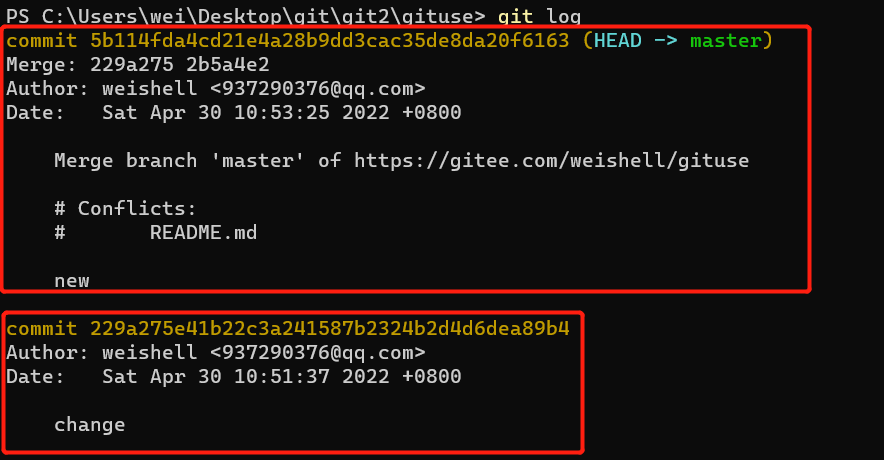 PS C:\Users\wei\Desktop\git\git2\gituse> git log
commit 5b114fda4cd21e4a28b9dd3cac35de8da20f6163 (HEAD -> master)
Merge: 229a275 2b5a4e2
Author: weishell <937290376@qq.com>
Date:   Sat Apr 30 10:53:25 2022 +0800
    Merge branch 'master' of https://gitee.com/weishell/gituse
    # Conflicts:
    #       README.md
    new
commit 229a275e41b22c3a241587b2324b2d4d6dea89b4
Author: weishell <937290376@qq.com>
Date:   Sat Apr 30 10:51:37 2022 +0800
    change